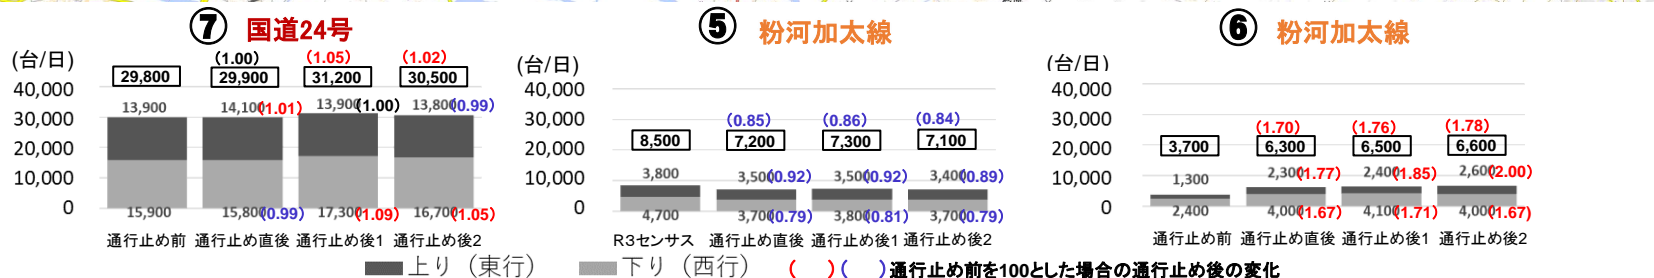 ⑦ 国道24号
(台/日)
(1.00) (1.05) (1.02)
29,800 29,900 31,200 30,500
40,000
30,000
20,000
10,000
0
13,900 14,100(1.01) 13,900(1.00) 13,800(0.99)
15,900 15,800(0.99) 17,300(1.09) 16,700(1.05)
通行止め前 通行止め直後 通行止め後1 通行止め後2
⑤ 粉河加太線
(台/日)
(0.85) (0.86) (0.84)
8,500 7,200 7,300 7,100
40,000
30,000
20,000
10,000
0
3,800 3,500(0.92) 3,500(0.92) 3,400(0.89)
4,700 3,700(0.79) 3,800(0.81) 3,700(0.79)
R3センサス 通行止め直後 通行止め後1 通行止め後2
⑥ 粉河加太線
(台/日)
(1.70) (1.76) (1.78)
3,700 6,300 6,500 6,600
40,000
30,000
20,000
10,000
0
1,300 2,300(1.77) 2,400(1.85) 2,600(2.00)
2,400 4,000(1.67) 4,100(1.71) 4,000(1.67)
通行止め前 通行止め直後 通行止め後1 通行止め後2
上り（東行） 下り（西行） （ ）（ ）通行止め前を100とした場合の通行止め後の変化